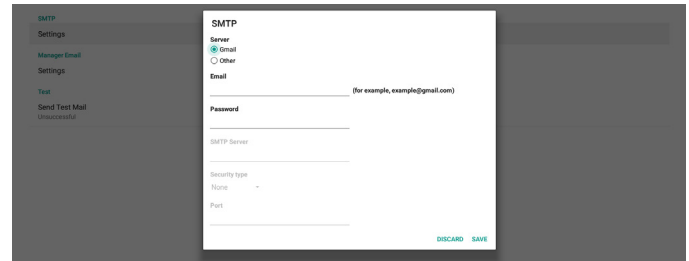 SMTP
Settings
Manager Email
Settings
Test
Send Test Mail
Unsuccessful
SMTP
Server
Gmail
Other
Email
(for example, example@gmail.com)
Password
SMTP Server
Security type
None
Port
DISCARD SAVE